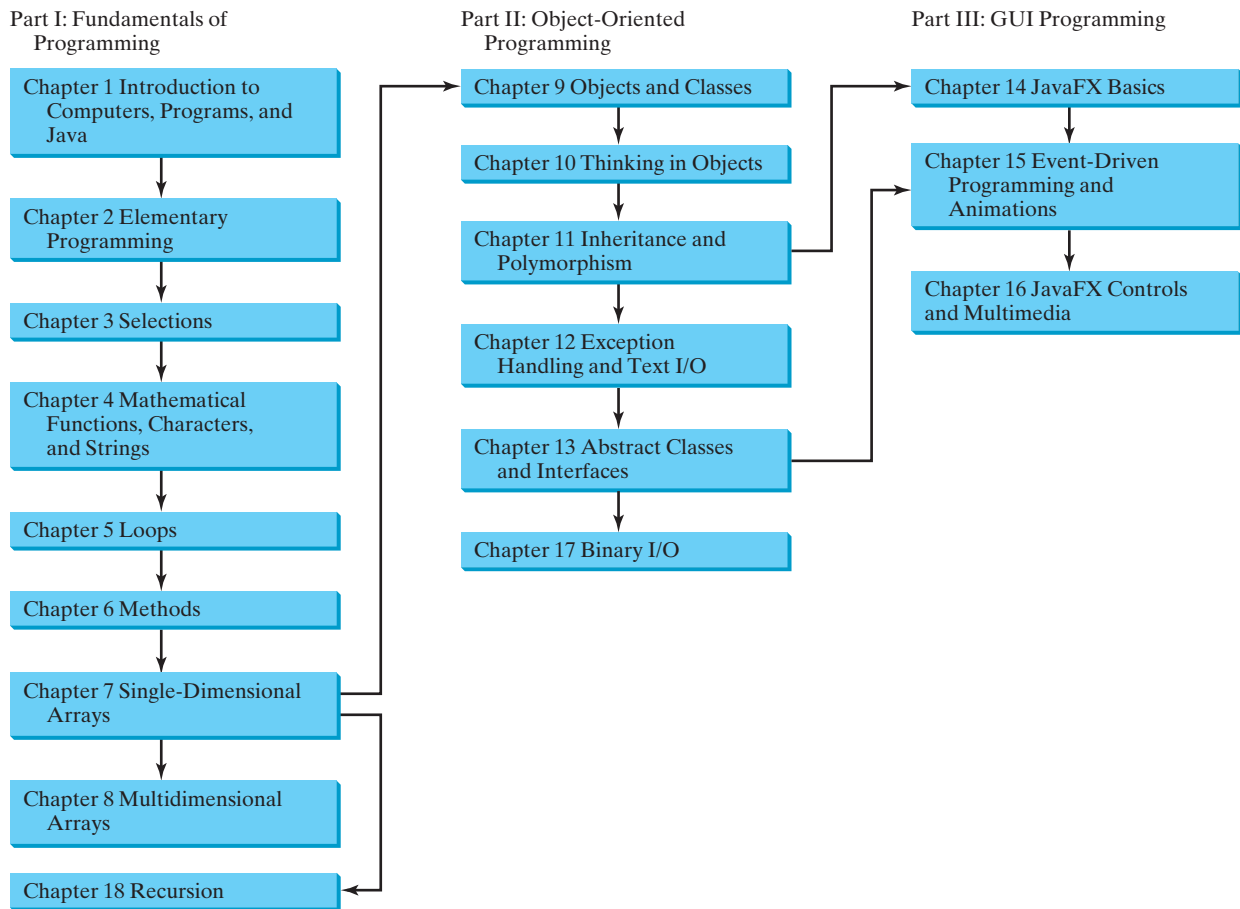 Part I: Fundamentals of
Programming
Chapter 1 Introduction to
Computers, Programs, and
Java
Chapter 2 Elementary
Programming
Chapter 3 Selections
Chapter 4 Mathematical
Functions, Characters,
and Strings
Chapter 5 Loops
Chapter 6 Methods
Chapter 7 Single-Dimensional
Arrays
Chapter 8 Multidimensional
Arrays
Chapter 18 Recursion
Part II: Object-Oriented
Programming
Chapter 9 Objects and Classes
Chapter 10 Thinking in Objects
Chapter 11 Inheritance and
Polymorphism
Chapter 12 Exception
Handling and Text I/O
Chapter 13 Abstract Classes
and Interfaces
Chapter 17 Binary I/O
Part III: GUI Programming
Chapter 14 JavaFX Basics
Chapter 15 Event-Driven
Programming and
Animations
Chapter 16 JavaFX Controls
and Multimedia